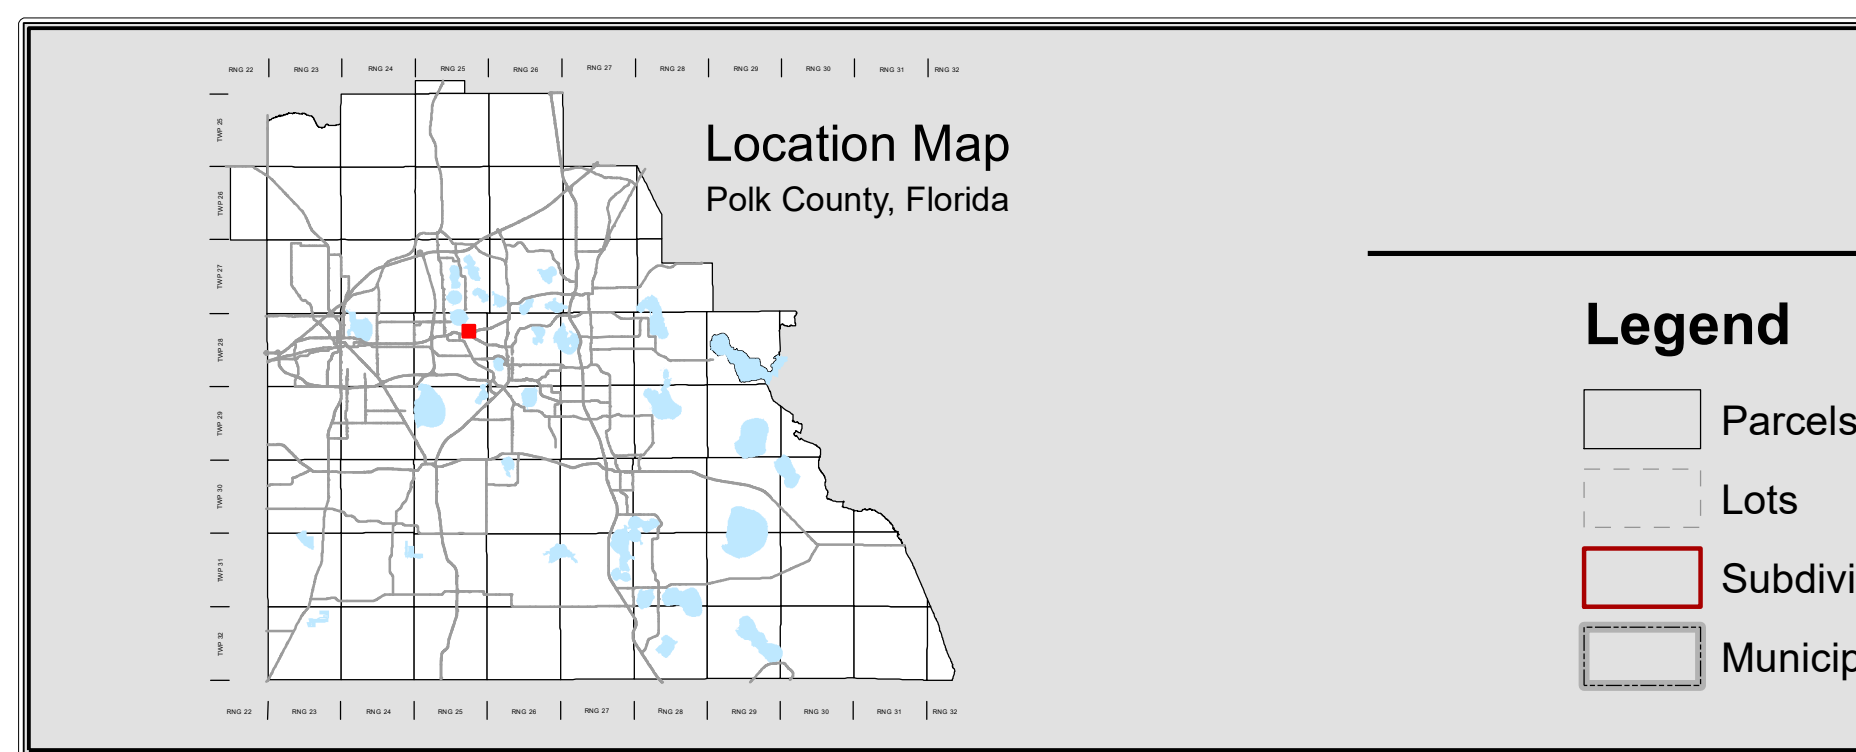 RNG 22 RNG 23 RNG 24 RNG 25 RNG 26 RNG 27 RNG 28 RNG 29 RNG 30 RNG 31 RNG 32
TWP 25
TWP 26
TWP 27
TWP 28
TWP 29
TWP 30
TWP 31
TWP 32
Location Map
Polk County, Florida
RNG 22 RNG 23 RNG 24 RNG 25 RNG 26 RNG 27 RNG 28 RNG 29 RNG 30 RNG 31 RNG 32
Legend
Parcels
Lots
Subdivi
Municip